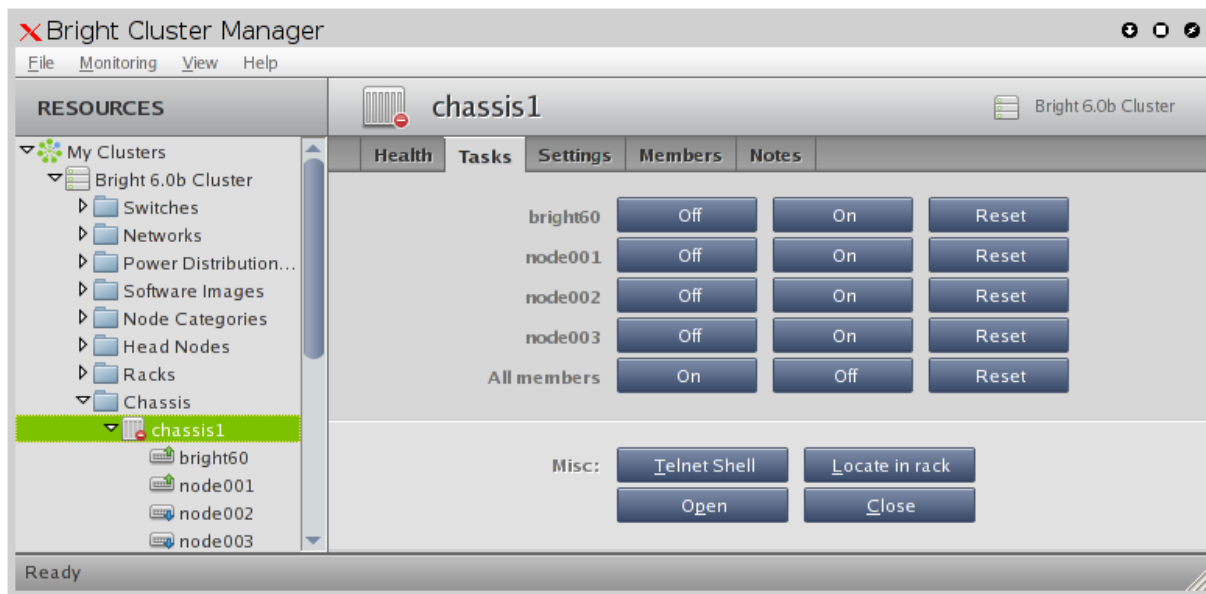 Bright Cluster Manager
File Monitoring View Help
RESOURCES
My Clusters
Bright 6.0b Cluster
Switches
Networks
Power Distribution...
Software Images
Node Categories
Head Nodes
Racks
Chassis
chassis1
bright60
node001
node002
node003
chassis1
Bright 6.0b Cluster
Health Tasks Settings Members Notes
bright60 Off On Reset
node001 Off On Reset
node002 Off On Reset
node003 Off On Reset
All members On Off Reset
Misc: Telnet Shell Locate in rack
Open Close
Ready